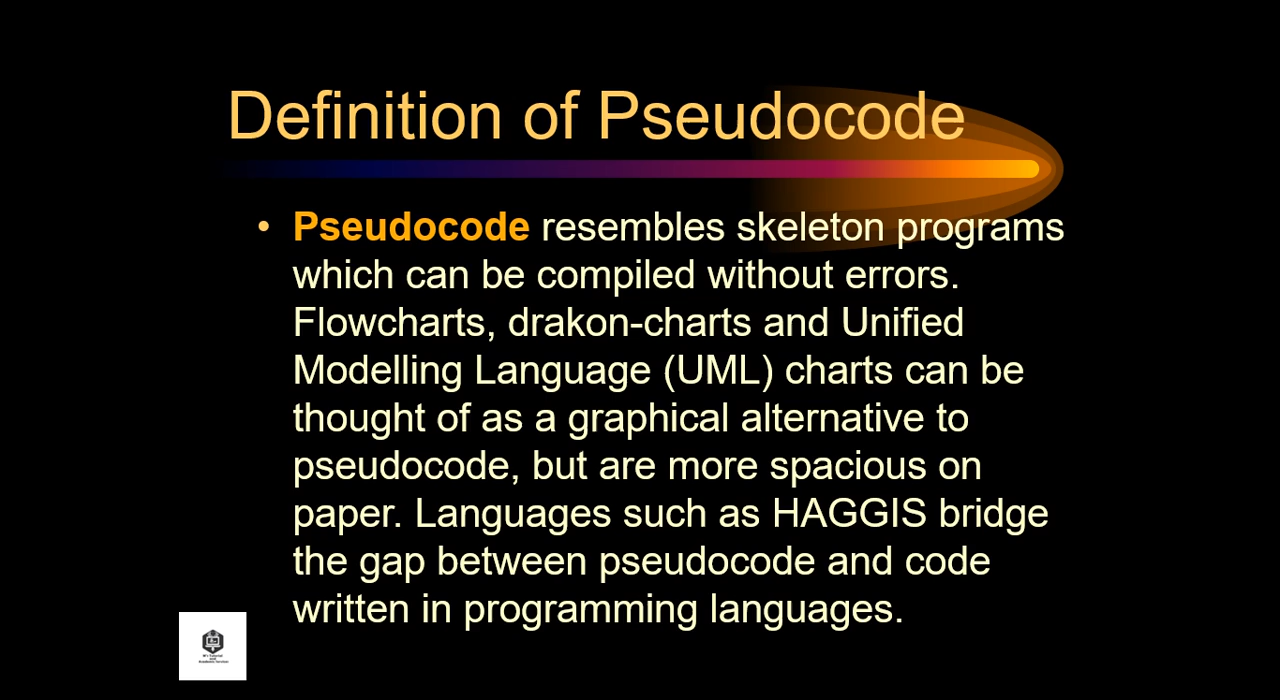 Definition of Pseudocode
• Pseudocode resembles skeleton programs
which can be compiled without errors.
Flowcharts, drakon-charts and Unified
Modelling Language (UML) charts can be
thought of as a graphical alternative to
pseudocode, but are more spacious on
paper. Languages such as HAGGIS bridge
the gap between pseudocode and code
written in programming languages.